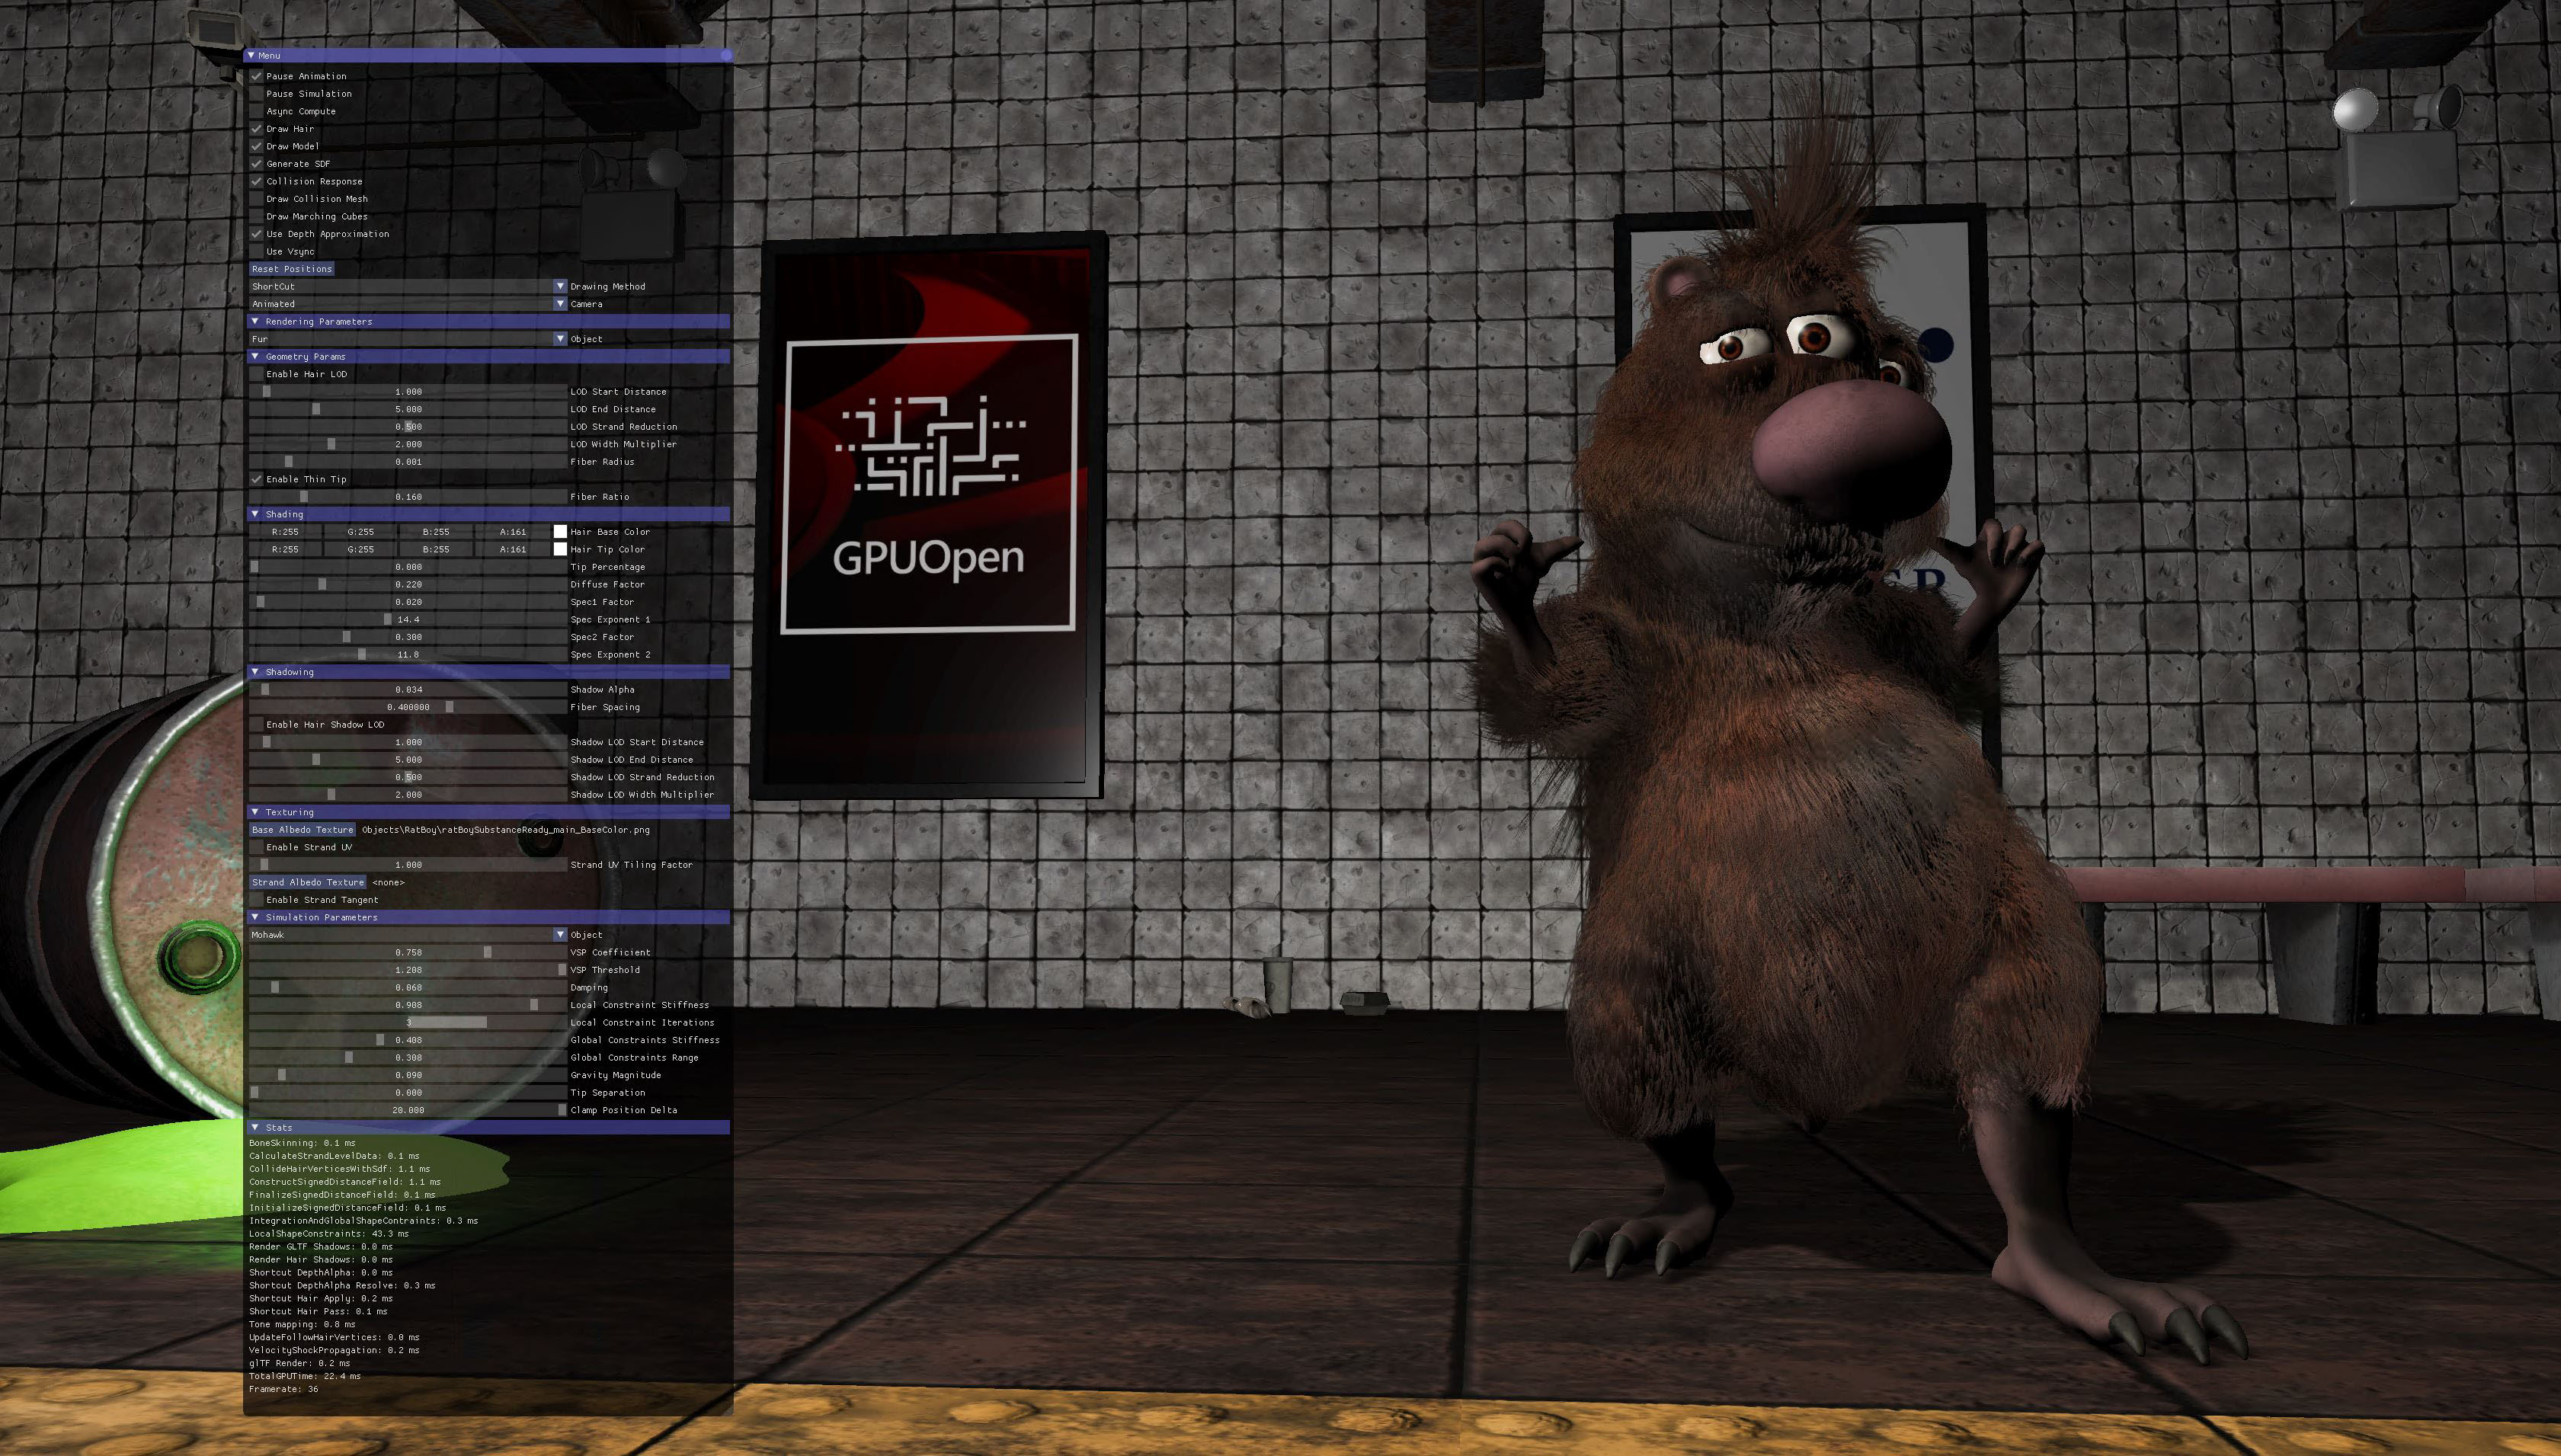 Menu
Pause Animation
Pause Simulation
Async Compute
Draw Hair
Draw Model
Generate SDF
Collision Response
Draw Collision Mesh
Draw Marching Cubes
Use Depth Approximation
Use Vsync
Reset Positions
ShortCut Drawing Method
Animated Camera
Rendering Parameters
Fur Object
Geometry Params
Enable Hair LOD
1.000 LOD Start Distance
5.000 LOD End Distance
0.500 LOD Strand Reduction
2.000 LOD Width Multiplier
0.001 Fiber Radius
Enable Thin Tip
0.160 Fiber Ratio
Shading
R:255 G:255 B:255 A:161 Hair Base Color
R:255 G:255 B:255 A:161 Hair Tip Color
0.000 Tip Percentage
0.220 Diffuse Factor
0.020 Spec1 Factor
14.4 Spec Exponent 1
0.300 Spec2 Factor
11.8 Spec Exponent 2
Shadowing
0.034 Shadow Alpha
0.400000 Fiber Spacing
Enable Hair Shadow LOD
1.000 Shadow LOD Start Distance
5.000 Shadow LOD End Distance
0.500 Shadow LOD Strand Reduction
2.000 Shadow LOD Width Multiplier
Texturing
Base Albedo Texture Objects\RatBoy\ratBoySubstanceReady_main_BaseColor.png
Enable Strand UV
1.000 Strand UV Tiling Factor
Strand Albedo Texture <none>
Enable Strand Tangent
Simulation Parameters
Mohawk Object
0.758 VSP Coefficient
1.208 VSP Threshold
0.068 Damping
0.908 Local Constraint Stiffness
3 Local Constraint Iterations
0.408 Global Constraints Stiffness
0.308 Global Constraints Range
0.090 Gravity Magnitude
0.000 Tip Separation
20.000 Clamp Position Delta
Stats
BoneSkinning: 0.1 ms
CalculateStrandLevelData: 0.1 ms
CollideHairVerticesWithSdf: 1.1 ms
ConstructSignedDistanceField: 1.1 ms
FinalizeSignedDistanceField: 0.1 ms
InitializeSignedDistanceField: 0.1 ms
IntegrationAndGlobalShapeContraints: 0.3 ms
LocalShapeConstraints: 43.3 ms
Render GLTF Shadows: 0.0 ms
Render Hair Shadows: 0.0 ms
Shortcut DepthAlpha: 0.0 ms
Shortcut DepthAlpha Resolve: 0.3 ms
Shortcut Hair Apply: 0.2 ms
Shortcut Hair Pass: 0.1 ms
Tone mapping: 0.8 ms
UpdateFollowHairVertices: 0.0 ms
VelocityShockPropagation: 0.2 ms
glTF Render: 0.2 ms
TotalGPUTime: 22.4 ms
Framerate: 36
GPUOpen